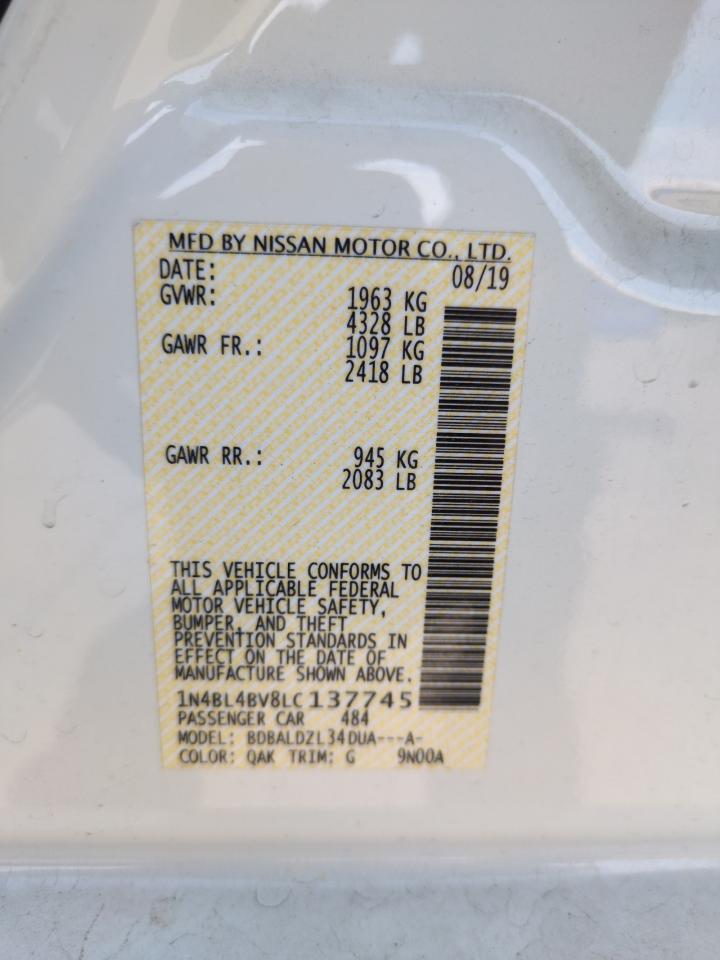 MFD BY NISSAN MOTOR CO., LTD.
DATE: 08/19
GVWR: 1963 KG
4328 LB
GAWR FR.: 1097 KG
2418 LB
GAWR RR.: 945 KG
2083 LB
THIS VEHICLE CONFORMS TO
ALL APPLICABLE FEDERAL
MOTOR VEHICLE SAFETY,
BUMPER, AND THEFT
PREVENTION STANDARDS IN
EFFECT ON THE DATE OF
MANUFACTURE SHOWN ABOVE.
1N4BL4BV8LC137745
PASSENGER CAR 484
MODEL: BDBALDZL34DUA---A-
COLOR: QAK TRIM: G 9N00A